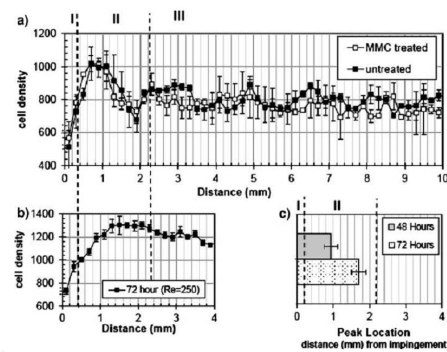 I II III
a)
1200
1000
800
600
400
cell density
MMC treated
untreated
0 1 2 3 4 5 6 7 8 9 10
Distance (mm)
b)
1400
1200
1000
800
600
cell density
72 hour (Re=250)
0 1 2 3 4
Distance (mm)
c)
I II
48 Hours
72 Hours
0 1 2 3 4
Peak Location
distance (mm) from impingement